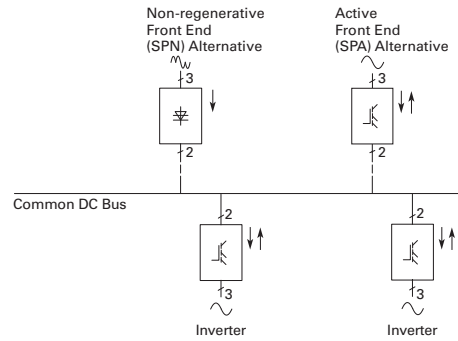 Non-regenerative
Front End
(SPN) Alternative
Active
Front End
(SPA) Alternative
3
3
2
2
Common DC Bus
2
2
3
3
Inverter
Inverter